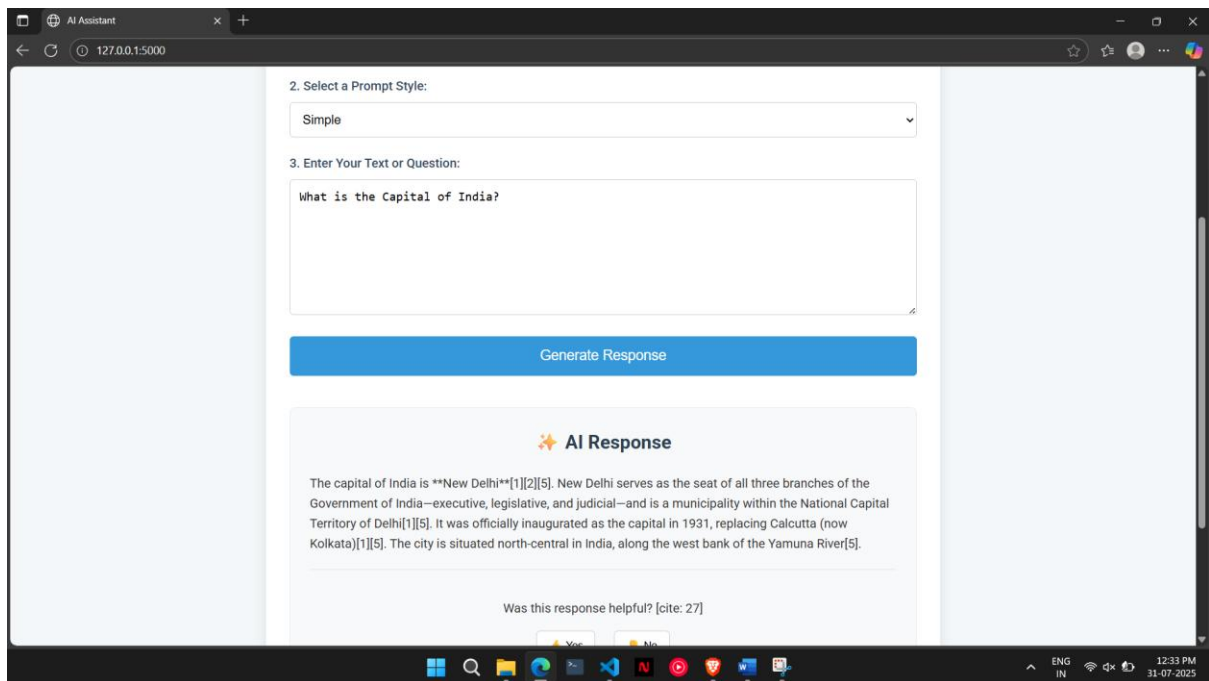 AI Assistant
127.0.0.1:5000
2. Select a Prompt Style:
Simple
3. Enter Your Text or Question:
What is the Capital of India?
Generate Response
✨ AI Response
The capital of India is **New Delhi**[1][2][5]. New Delhi serves as the seat of all three branches of the
Government of India—executive, legislative, and judicial—and is a municipality within the National Capital
Territory of Delhi[1][5]. It was officially inaugurated as the capital in 1931, replacing Calcutta (now
Kolkata)[1][5]. The city is situated north-central in India, along the west bank of the Yamuna River[5].
Was this response helpful? [cite: 27]
Yes No
ENG
IN
12:33 PM
31-07-2025